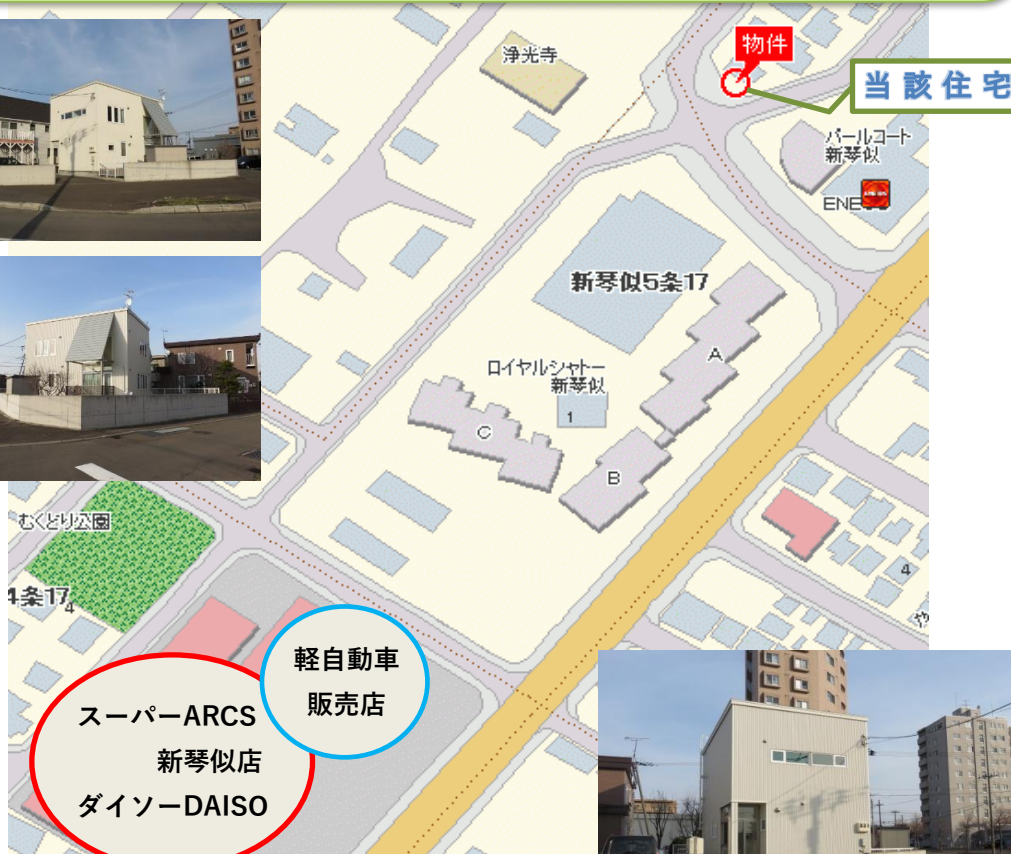 浄光寺
物件
当該住宅
パールコート
新琴似
新琴似5条17
A
ロイヤルシャトー
新琴似
1
C
B
むくどり公園
4条17
4
4
軽自動車
販売店
スーパーARCS
新琴似店
ダイソーDAISO